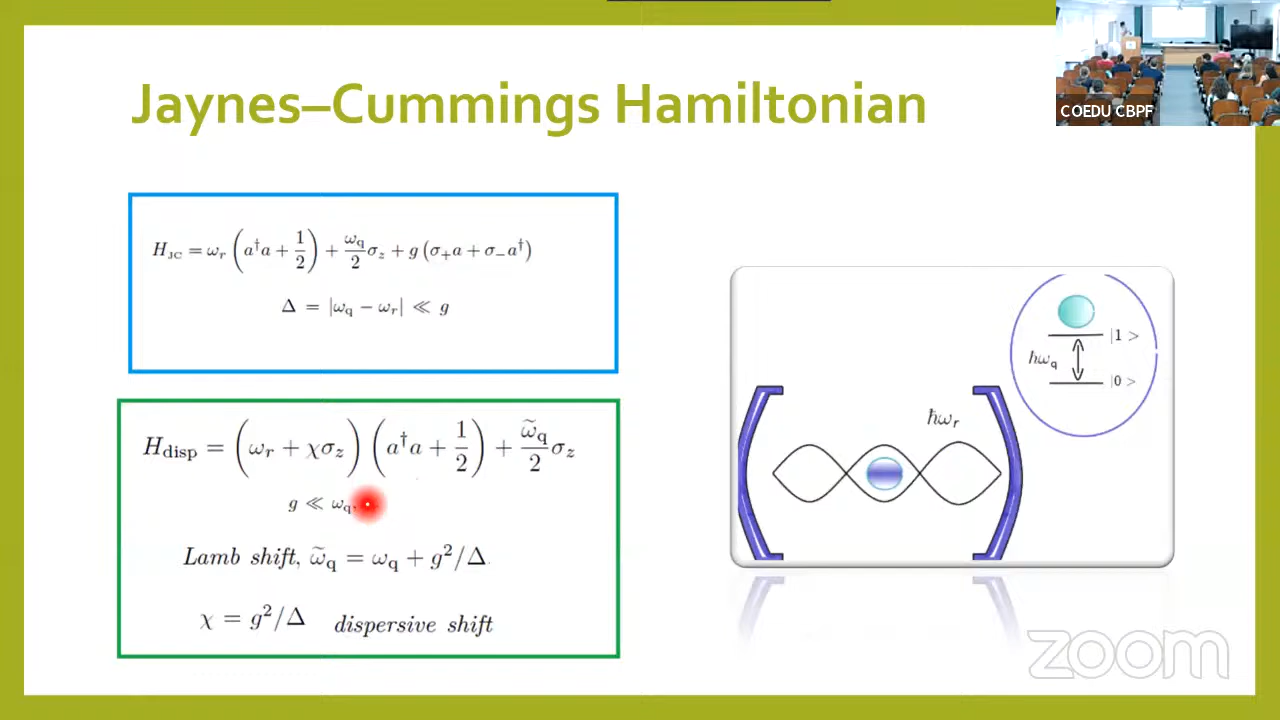 Jaynes–Cummings Hamiltonian
COEDU CBPF
H_JC = ω_r (a†a + 1/2) + ω_q/2 σ_z + g (σ_+ a + σ_- a†)
Δ = |ω_q − ω_r| ≪ g
H_disp = (ω_r + χσ_z) (a†a + 1/2) + ω̃_q/2 σ_z
g ≪ ω_q
Lamb shift, ω̃_q = ω_q + g²/Δ
χ = g²/Δ dispersive shift
|1 >
ħω_q
|0 >
ħω_r
zoom